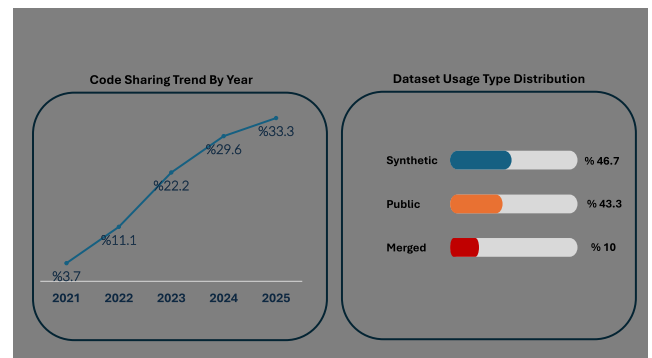 Code Sharing Trend By Year
%3.7
%11.1
%22.2
%29.6
%33.3
2021 2022 2023 2024 2025
Dataset Usage Type Distribution
Synthetic % 46.7
Public % 43.3
Merged % 10